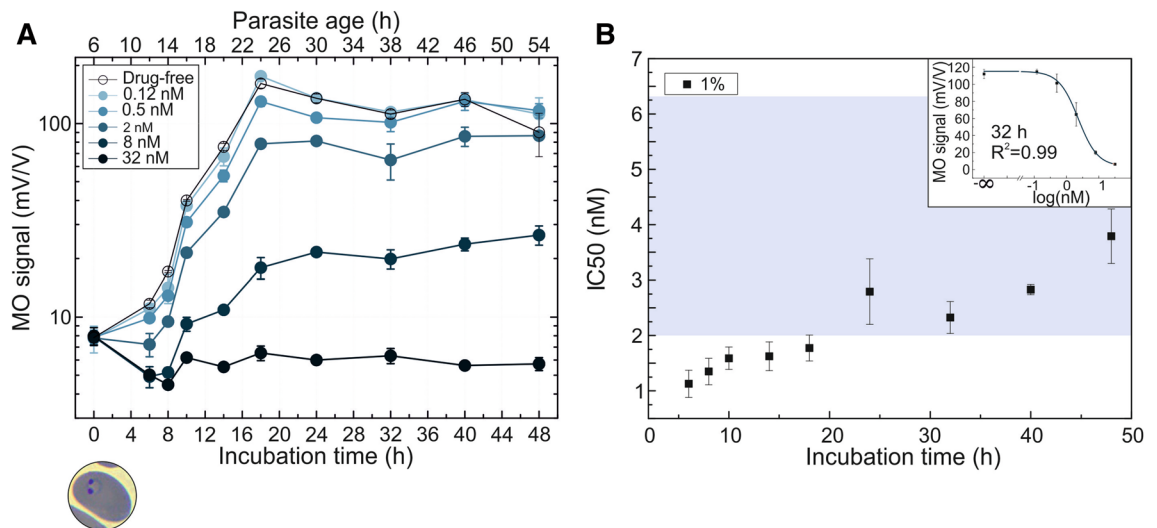 A
Parasite age (h)
6 10 14 18 22 26 30 34 38 42 46 50 54
MO signal (mV/V)
100
10
Drug-free
0.12 nM
0.5 nM
2 nM
8 nM
32 nM
0 4 8 12 16 20 24 28 32 36 40 44 48
Incubation time (h)
B
IC50 (nM)
7
6
5
4
3
2
1
1%
0 10 20 30 40 50
Incubation time (h)
MO signal (mV/V)
120
100
80
60
40
20
0
32 h
R²=0.99
-∞ -1 0 1
log(nM)